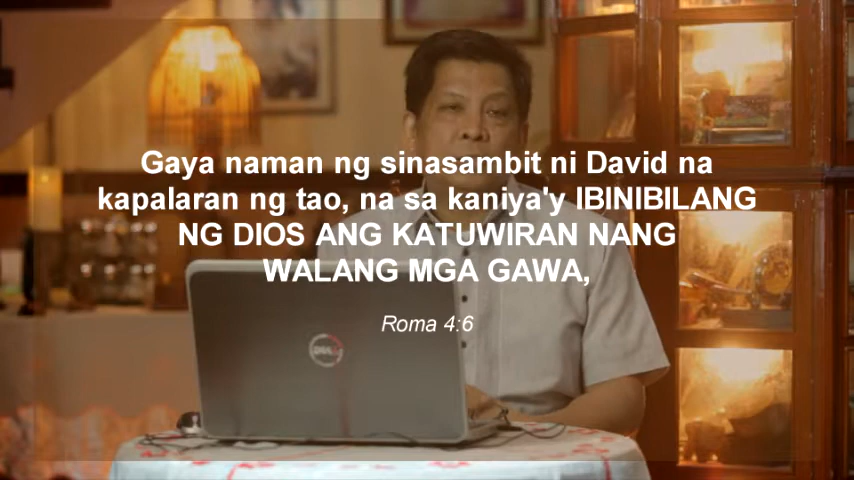 Gaya naman ng sinasambit ni David na
kapalaran ng tao, na sa kaniya'y IBINIBILANG
NG DIOS ANG KATUWIRAN NANG
WALANG MGA GAWA,
Roma 4:6